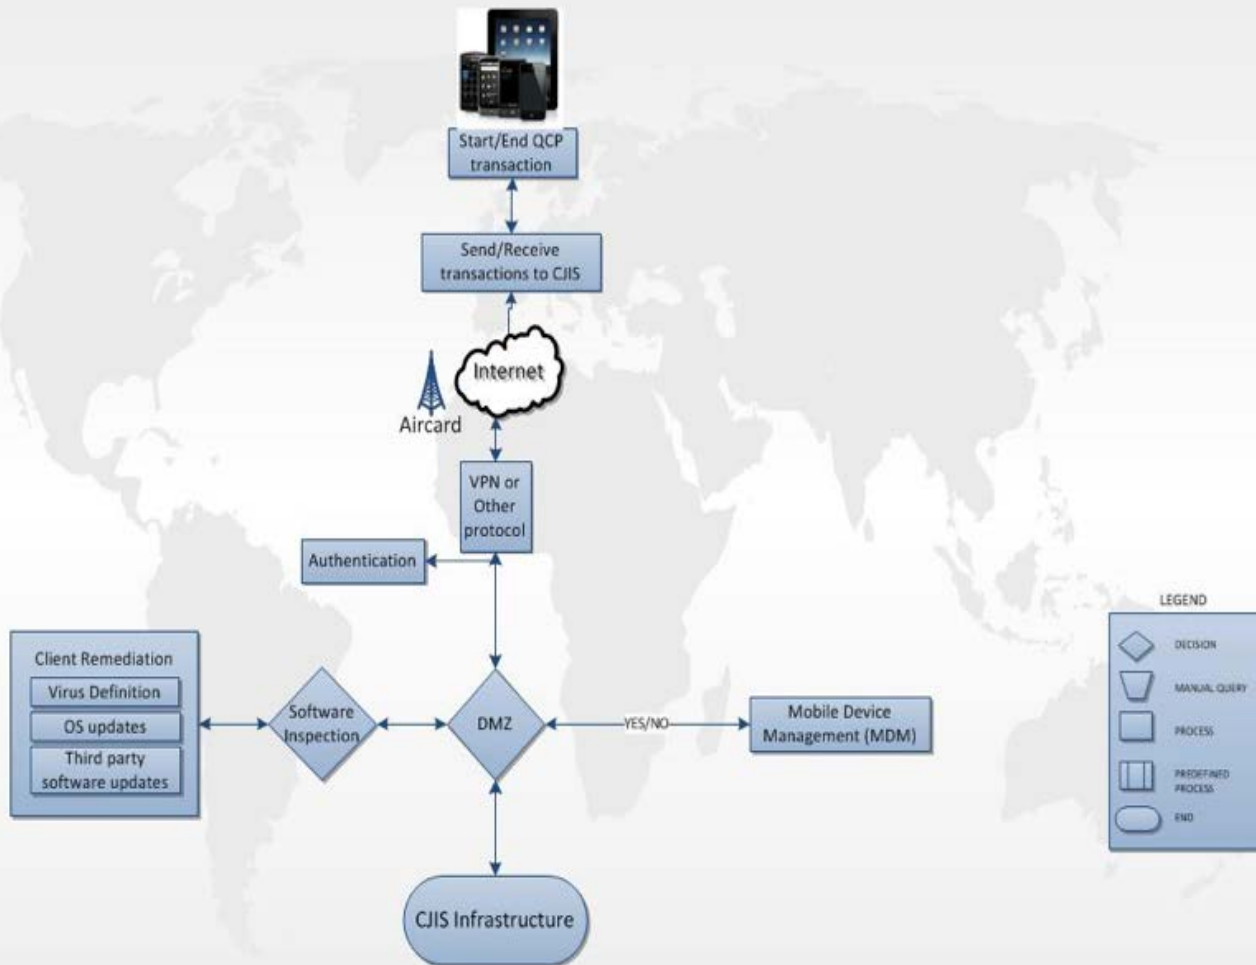 Start/End QCP
transaction
Send/Receive
transactions to CJIS
Internet
Aircard
VPN or
Other
protocol
Authentication
Client Remediation
Virus Definition
OS updates
Third party
software updates
Software
Inspection
DMZ
YES/NO
Mobile Device
Management (MDM)
CJIS Infrastructure
LEGEND
DECISION
MANUAL QUERY
PROCESS
PREDEFINED
PROCESS
END